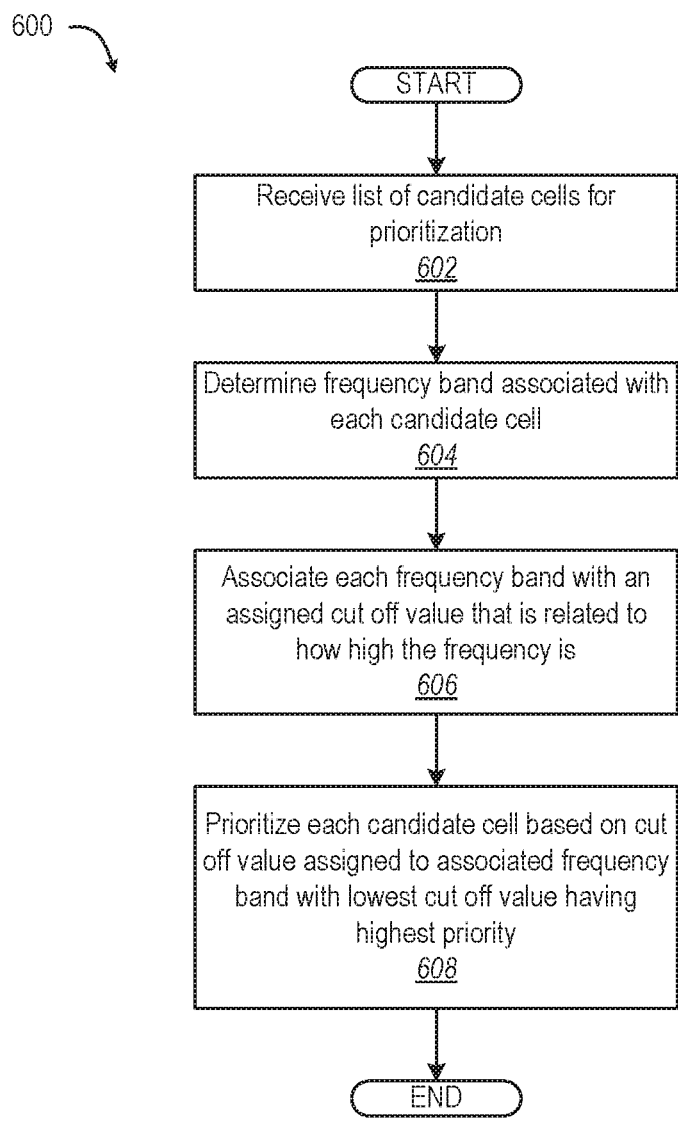 600
START
Receive list of candidate cells for
prioritization
602
Determine frequency band associated with
each candidate cell
604
Associate each frequency band with an
assigned cut off value that is related to
how high the frequency is
606
Prioritize each candidate cell based on cut
off value assigned to associated frequency
band with lowest cut off value having
highest priority
608
END